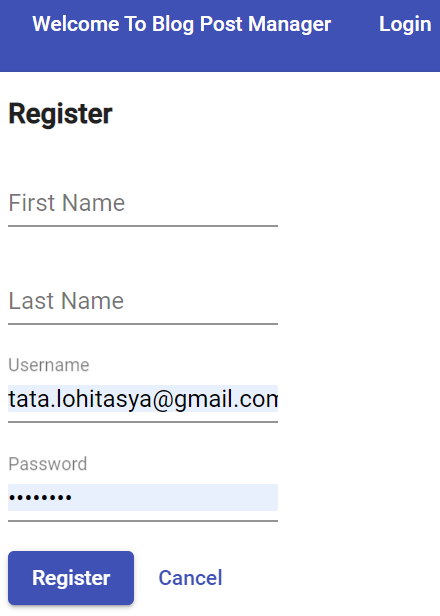 Welcome To Blog Post Manager Login
Register
First Name
Last Name
Username
tata.lohitasya@gmail.com
Password
••••••••
Register Cancel